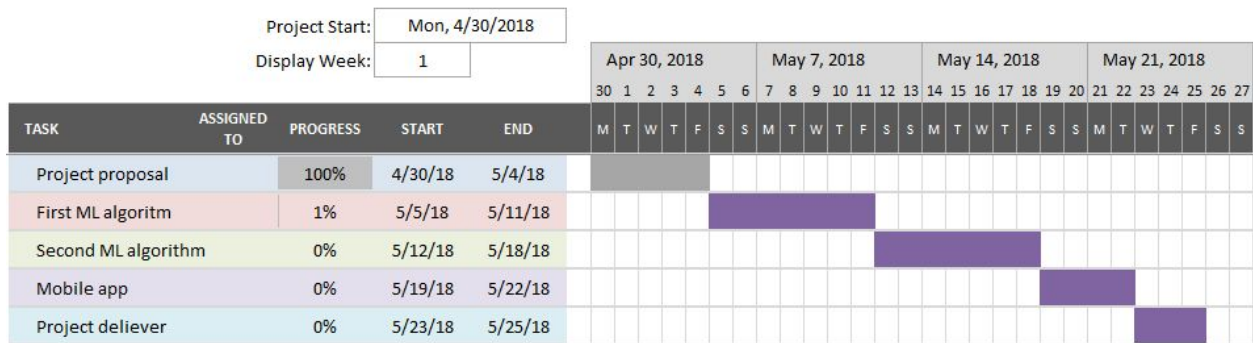 Project Start: Mon, 4/30/2018
Display Week: 1
Apr 30, 2018 May 7, 2018 May 14, 2018 May 21, 2018
30 1 2 3 4 5 6 7 8 9 10 11 12 13 14 15 16 17 18 19 20 21 22 23 24 25 26 27
TASK ASSIGNED TO PROGRESS START END M T W T F S S M T W T F S S M T W T F S S M T W T F S S
Project proposal 100% 4/30/18 5/4/18
First ML algoritm 1% 5/5/18 5/11/18
Second ML algorithm 0% 5/12/18 5/18/18
Mobile app 0% 5/19/18 5/22/18
Project deliever 0% 5/23/18 5/25/18